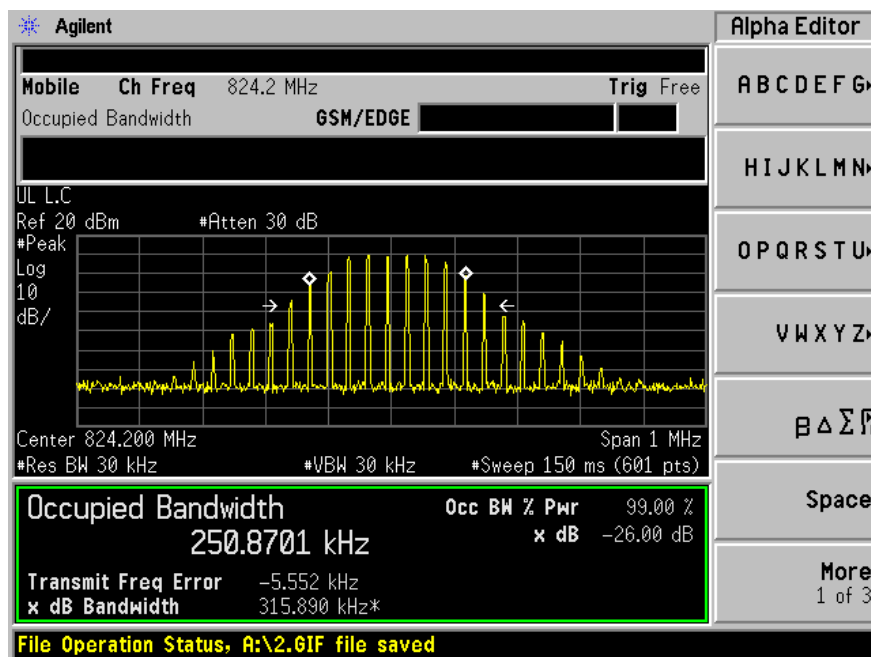 Agilent
Alpha Editor
Mobile Ch Freq 824.2 MHz Trig Free
Occupied Bandwidth GSM/EDGE
UL L.C
Ref 20 dBm #Atten 30 dB
#Peak
Log
10
dB/
Center 824.200 MHz Span 1 MHz
#Res BW 30 kHz #VBW 30 kHz #Sweep 150 ms (601 pts)
Occupied Bandwidth Occ BW % Pwr 99.00 %
250.8701 kHz x dB -26.00 dB
Transmit Freq Error -5.552 kHz
x dB Bandwidth 315.890 kHz*
File Operation Status, A:\2.GIF file saved
A B C D E F G
H I J K L M N
O P Q R S T U
V W X Y Z
β Δ Σ
Space
More
1 of 3